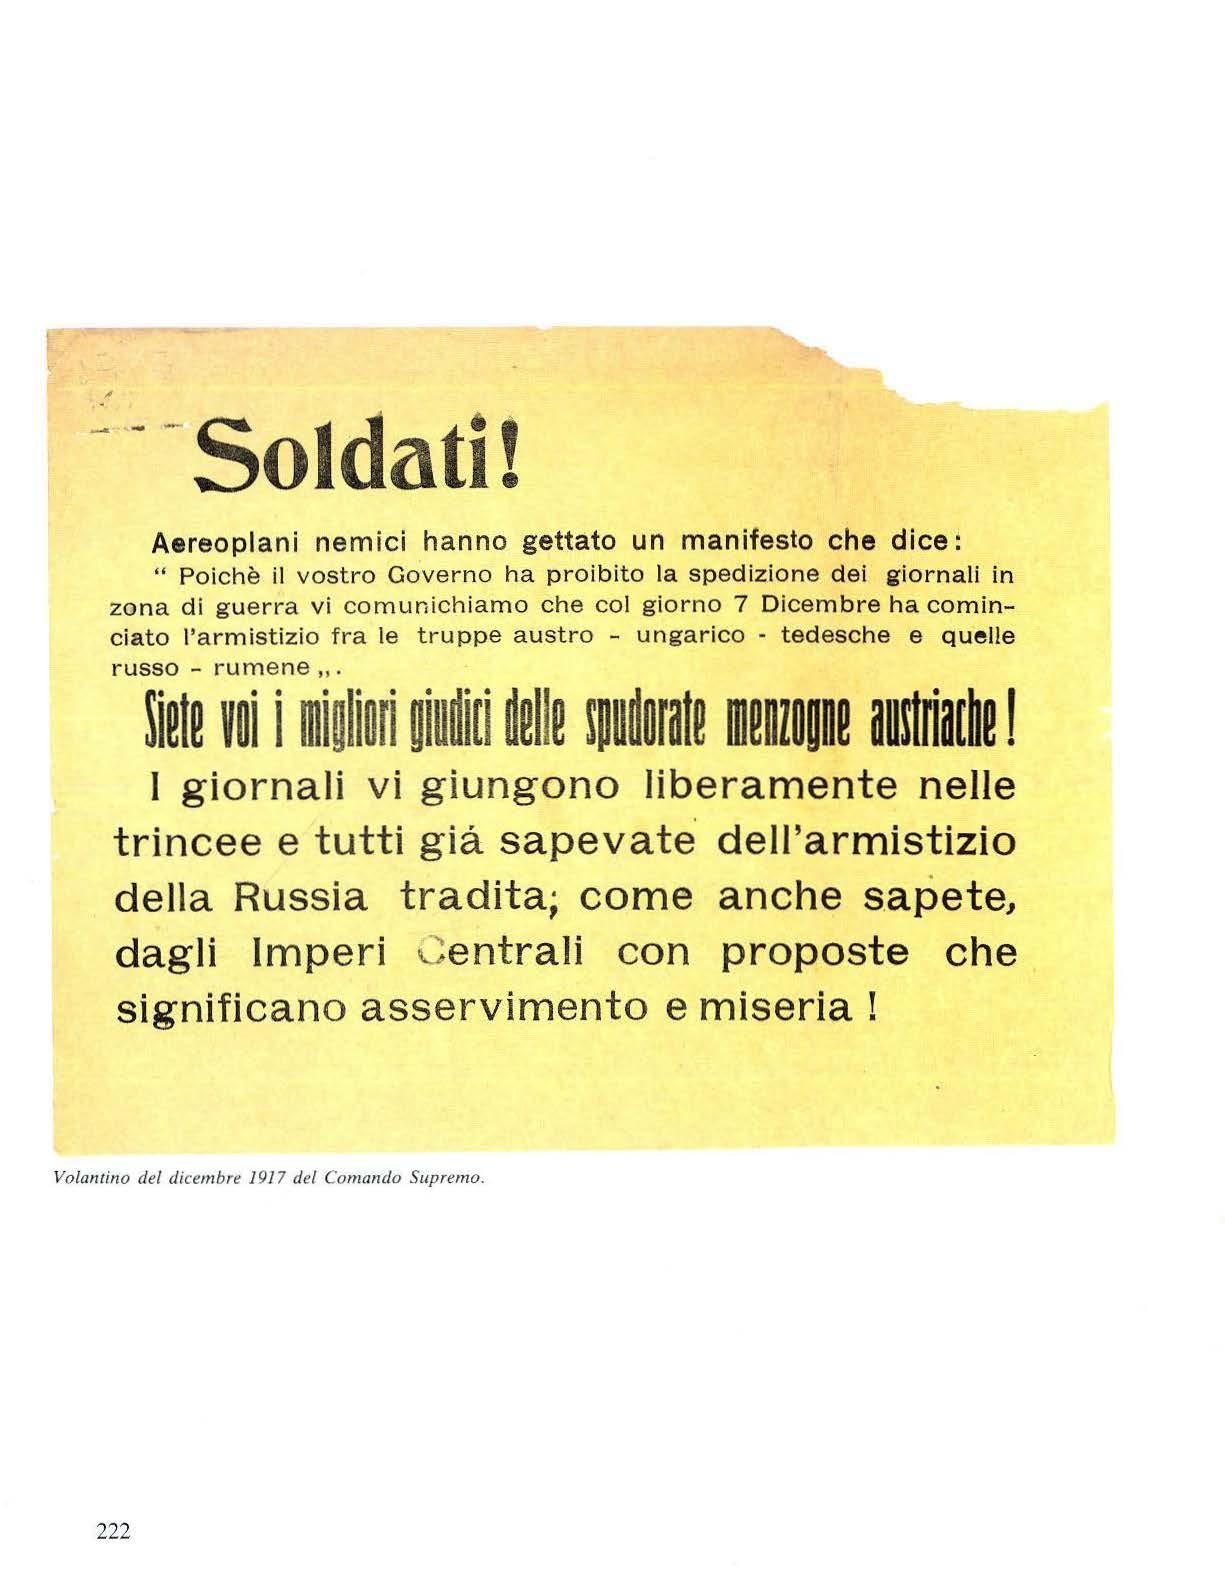 Soldati!
Aereoplani nemici hanno gettato un manifesto che dice:
“ Poichè il vostro Governo ha proibito la spedizione dei giornali in
zona di guerra vi comunichiamo che col giorno 7 Dicembre ha comin-
ciato l'armistizio fra le truppe austro - ungarico - tedesche e quelle
russo - rumene „.
Siete voi i migliori giudici delle spudorate menzogne austriache !
I giornali vi giungono liberamente nelle
trincee e tutti giá sapevate dell'armistizio
della Russia tradita; come anche sapete,
dagli Imperi Centrali con proposte che
significano asservimento e miseria !
Volantino del dicembre 1917 del Comando Supremo.
222